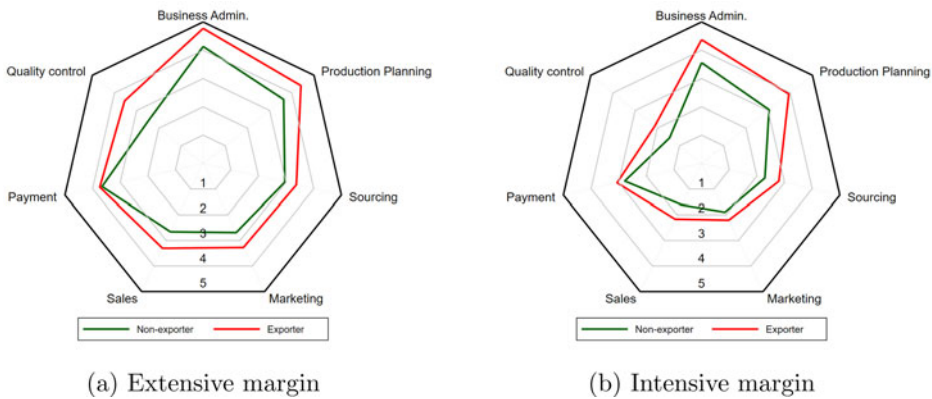 Business Admin.
Quality control
Production Planning
Payment
Sourcing
1
2
3
4
5
Sales
Marketing
Non-exporter
Exporter
(a) Extensive margin
Business Admin.
Quality control
Production Planning
Payment
Sourcing
1
2
3
4
5
Sales
Marketing
Non-exporter
Exporter
(b) Intensive margin